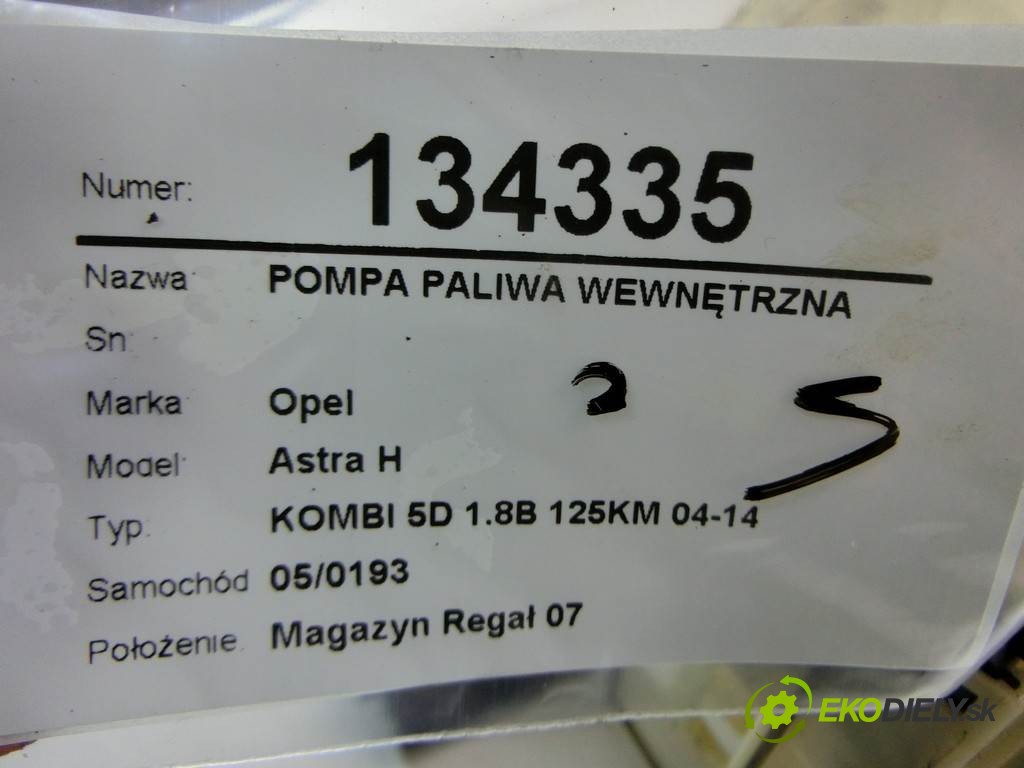 Numer: 134335
Nazwa POMPA PALIWA WEWNĘTRZNA
Sn
Marka Opel
Model Astra H
Typ. KOMBI 5D 1.8B 125KM 04-14
Samochód 05/0193
Położenie Magazyn Regał 07
EKODIELY.sk